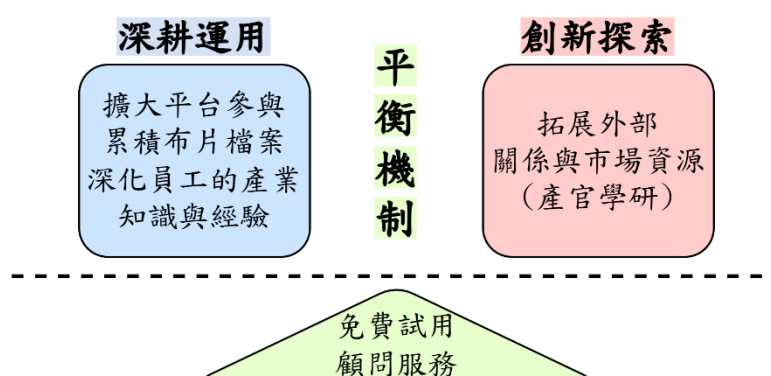 深耕運用
擴大平台參與
累積布片檔案
深化員工的產業
知識與經驗
平
衡
機
制
創新探索
拓展外部
關係與市場資源
（產官學研）
免費試用
顧問服務